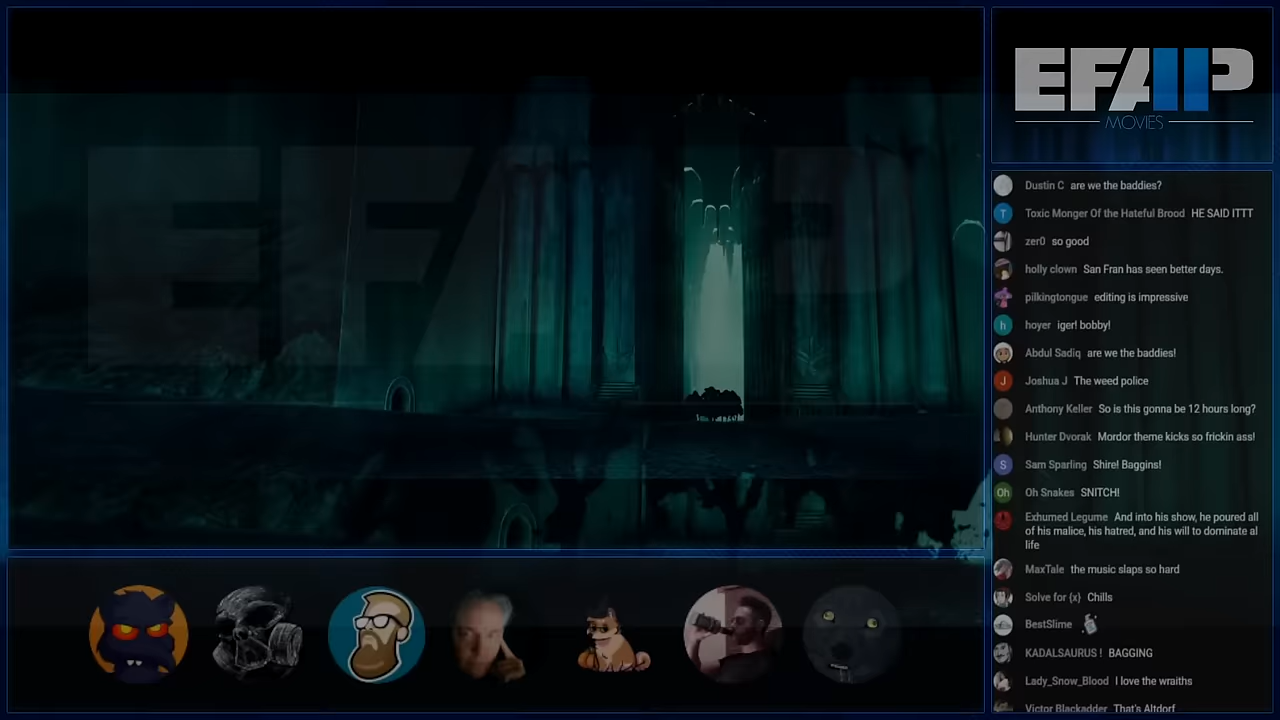 EFAP
EFAP
MOVIES
Dustin C are we the baddies?
T Toxic Monger Of the Hateful Brood HE SAID ITTT
zer0 so good
holly clown San Fran has seen better days.
pilkingtongue editing is impressive
h hoyer iger! bobby!
Abdul Sadiq are we the baddies!
J Joshua J The weed police
Anthony Keller So is this gonna be 12 hours long?
Hunter Dvorak Mordor theme kicks so frickin ass!
S Sam Sparling Shire! Baggins!
Oh Oh Snakes SNITCH!
Exhumed Legume And into his show, he poured all
of his malice, his hatred, and his will to dominate al
life
MaxTale the music slaps so hard
Solve for {x} Chills
BestSlime
KADALSAURUS ! BAGGING
Lady_Snow_Blood I love the wraiths
Victor Blackadder That's Altdorf